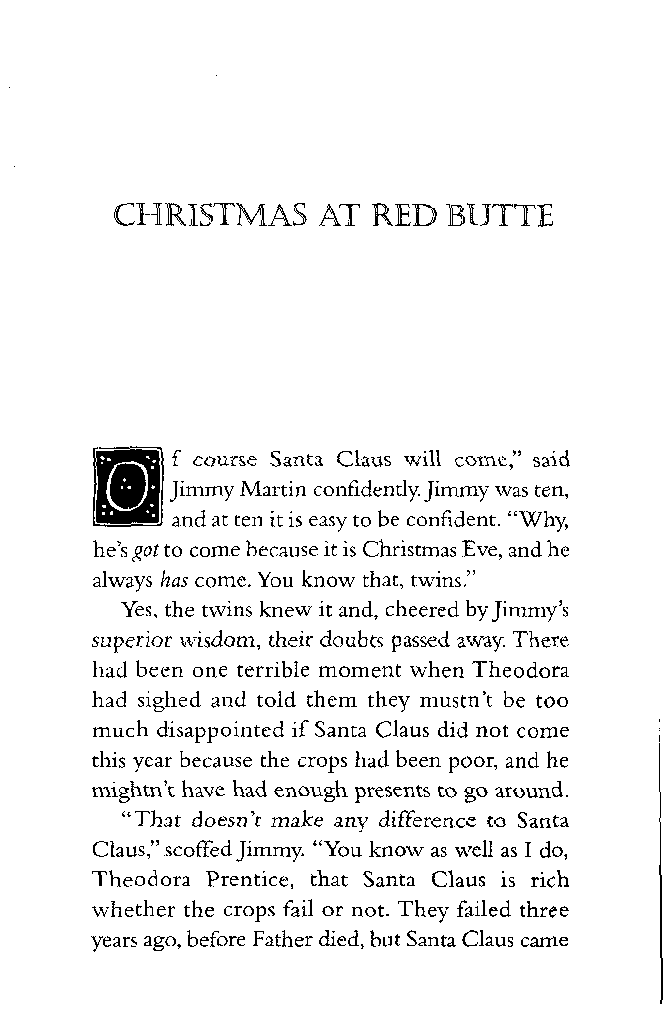 CHRISTMAS AT RED BUTTE
Of course Santa Claus will come,” said
Jimmy Martin confidently. Jimmy was ten,
and at ten it is easy to be confident. “Why,
he’s got to come because it is Christmas Eve, and he
always has come. You know that, twins.”
Yes, the twins knew it and, cheered by Jimmy’s
superior wisdom, their doubts passed away. There
had been one terrible moment when Theodora
had sighed and told them they mustn’t be too
much disappointed if Santa Claus did not come
this year because the crops had been poor, and he
mightn’t have had enough presents to go around.
“That doesn’t make any difference to Santa
Claus,” scoffed Jimmy. “You know as well as I do,
Theodora Prentice, that Santa Claus is rich
whether the crops fail or not. They failed three
years ago, before Father died, but Santa Claus came